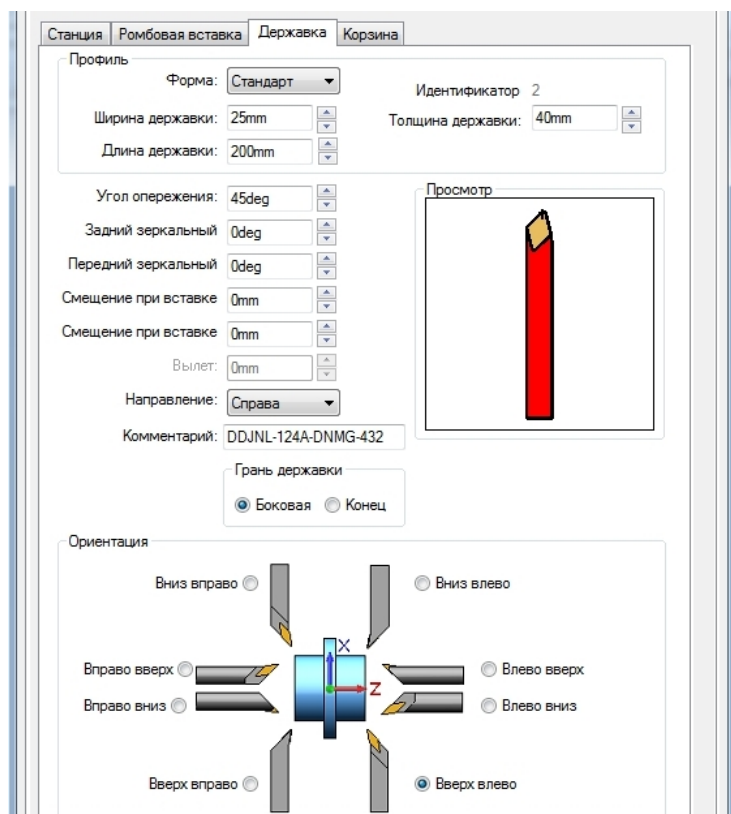 Станция Ромбовая вставка Державка Корзина
Профиль
Форма: Стандарт
Идентификатор 2
Ширина державки: 25mm
Толщина державки: 40mm
Длина державки: 200mm
Угол опережения: 45deg
Просмотр
Задний зеркальный 0deg
Передний зеркальный 0deg
Смещение при вставке 0mm
Смещение при вставке 0mm
Вылет: 0mm
Направление: Справа
Комментарий: DDJNL-124A-DNMG-432
Грань державки
Боковая Конец
Ориентация
Вниз вправо Вниз влево
X
Вправо вверх Влево вверх
Z
Вправо вниз Влево вниз
Вверх вправо Вверх влево